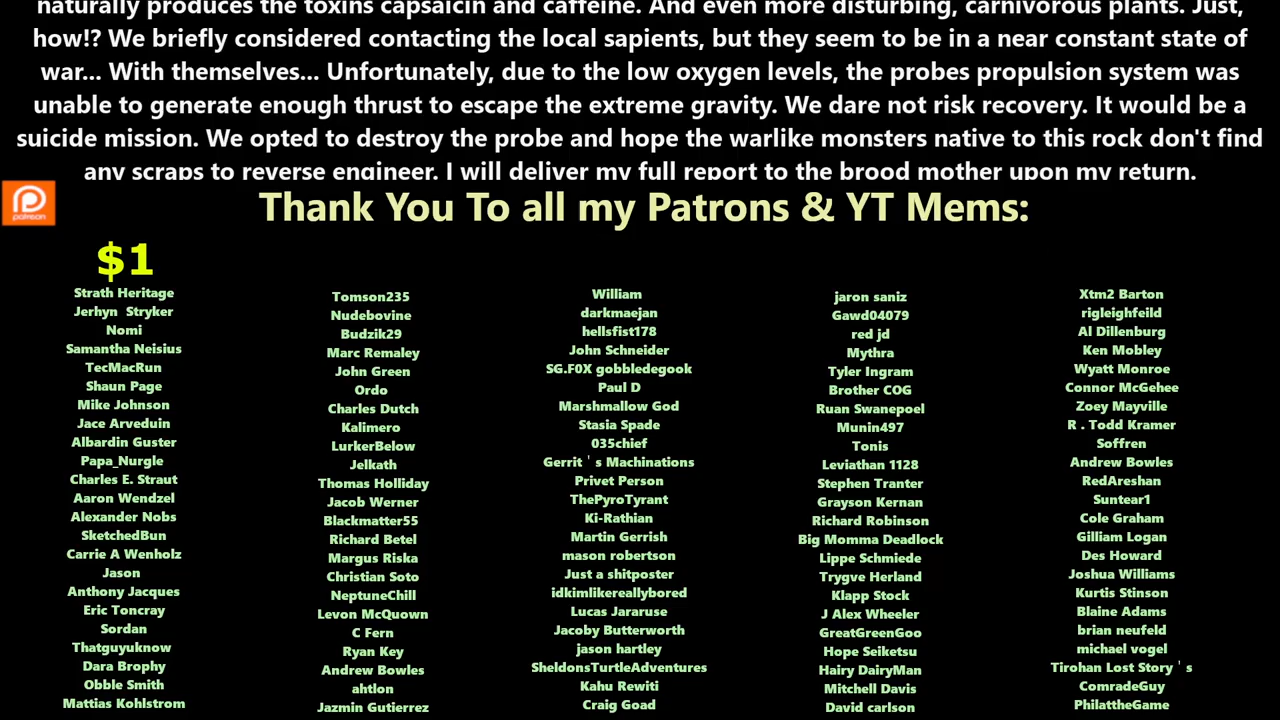 naturally produces the toxins capsaicin and caffeine. And even more disturbing, carnivorous plants. Just,
how!? We briefly considered contacting the local sapients, but they seem to be in a near constant state of
war... With themselves... Unfortunately, due to the low oxygen levels, the probes propulsion system was
unable to generate enough thrust to escape the extreme gravity. We dare not risk recovery. It would be a
suicide mission. We opted to destroy the probe and hope the warlike monsters native to this rock don't find
any scraps to reverse engineer. I will deliver my full report to the brood mother upon my return.
patreon
Thank You To all my Patrons & YT Mems:
$1
Strath Heritage
Jerhyn Stryker
Nomi
Samantha Neisius
TecMacRun
Shaun Page
Mike Johnson
Jace Arveduin
Albardin Guster
Papa_Nurgle
Charles E. Straut
Aaron Wendzel
Alexander Nobs
SketchedBun
Carrie A Wenholz
Jason
Anthony Jacques
Eric Toncray
Sordan
Thatguyuknow
Dara Brophy
Obble Smith
Mattias Kohlstrom
Tomson235
Nudebovine
Budzik29
Marc Remaley
John Green
Ordo
Charles Dutch
Kalimero
LurkerBelow
Jelkath
Thomas Holliday
Jacob Werner
Blackmatter55
Richard Betel
Margus Riska
Christian Soto
NeptuneChill
Levon McQuown
C Fern
Ryan Key
Andrew Bowles
ahtlon
Jazmin Gutierrez
William
darkmaejan
hellsfist178
John Schneider
SG.F0X gobbledegook
Paul D
Marshmallow God
Stasia Spade
035chief
Gerrit ' s Machinations
Privet Person
ThePyroTyrant
Ki-Rathian
Martin Gerrish
mason robertson
Just a shitposter
idkimlikereallybored
Lucas Jararuse
Jacoby Butterworth
jason hartley
SheldonsTurtleAdventures
Kahu Rewiti
Craig Goad
jaron saniz
Gawd04079
red jd
Mythra
Tyler Ingram
Brother COG
Ruan Swanepoel
Munin497
Tonis
Leviathan 1128
Stephen Tranter
Grayson Kernan
Richard Robinson
Big Momma Deadlock
Lippe Schmiede
Trygve Herland
Klapp Stock
J Alex Wheeler
GreatGreenGoo
Hope Seiketsu
Hairy DairyMan
Mitchell Davis
David carlson
Xtm2 Barton
rigleighfeild
Al Dillenburg
Ken Mobley
Wyatt Monroe
Connor McGehee
Zoey Mayville
R . Todd Kramer
Soffren
Andrew Bowles
RedAreshan
Suntear1
Cole Graham
Gilliam Logan
Des Howard
Joshua Williams
Kurtis Stinson
Blaine Adams
brian neufeld
michael vogel
Tirohan Lost Story ' s
ComradeGuy
PhilattheGame